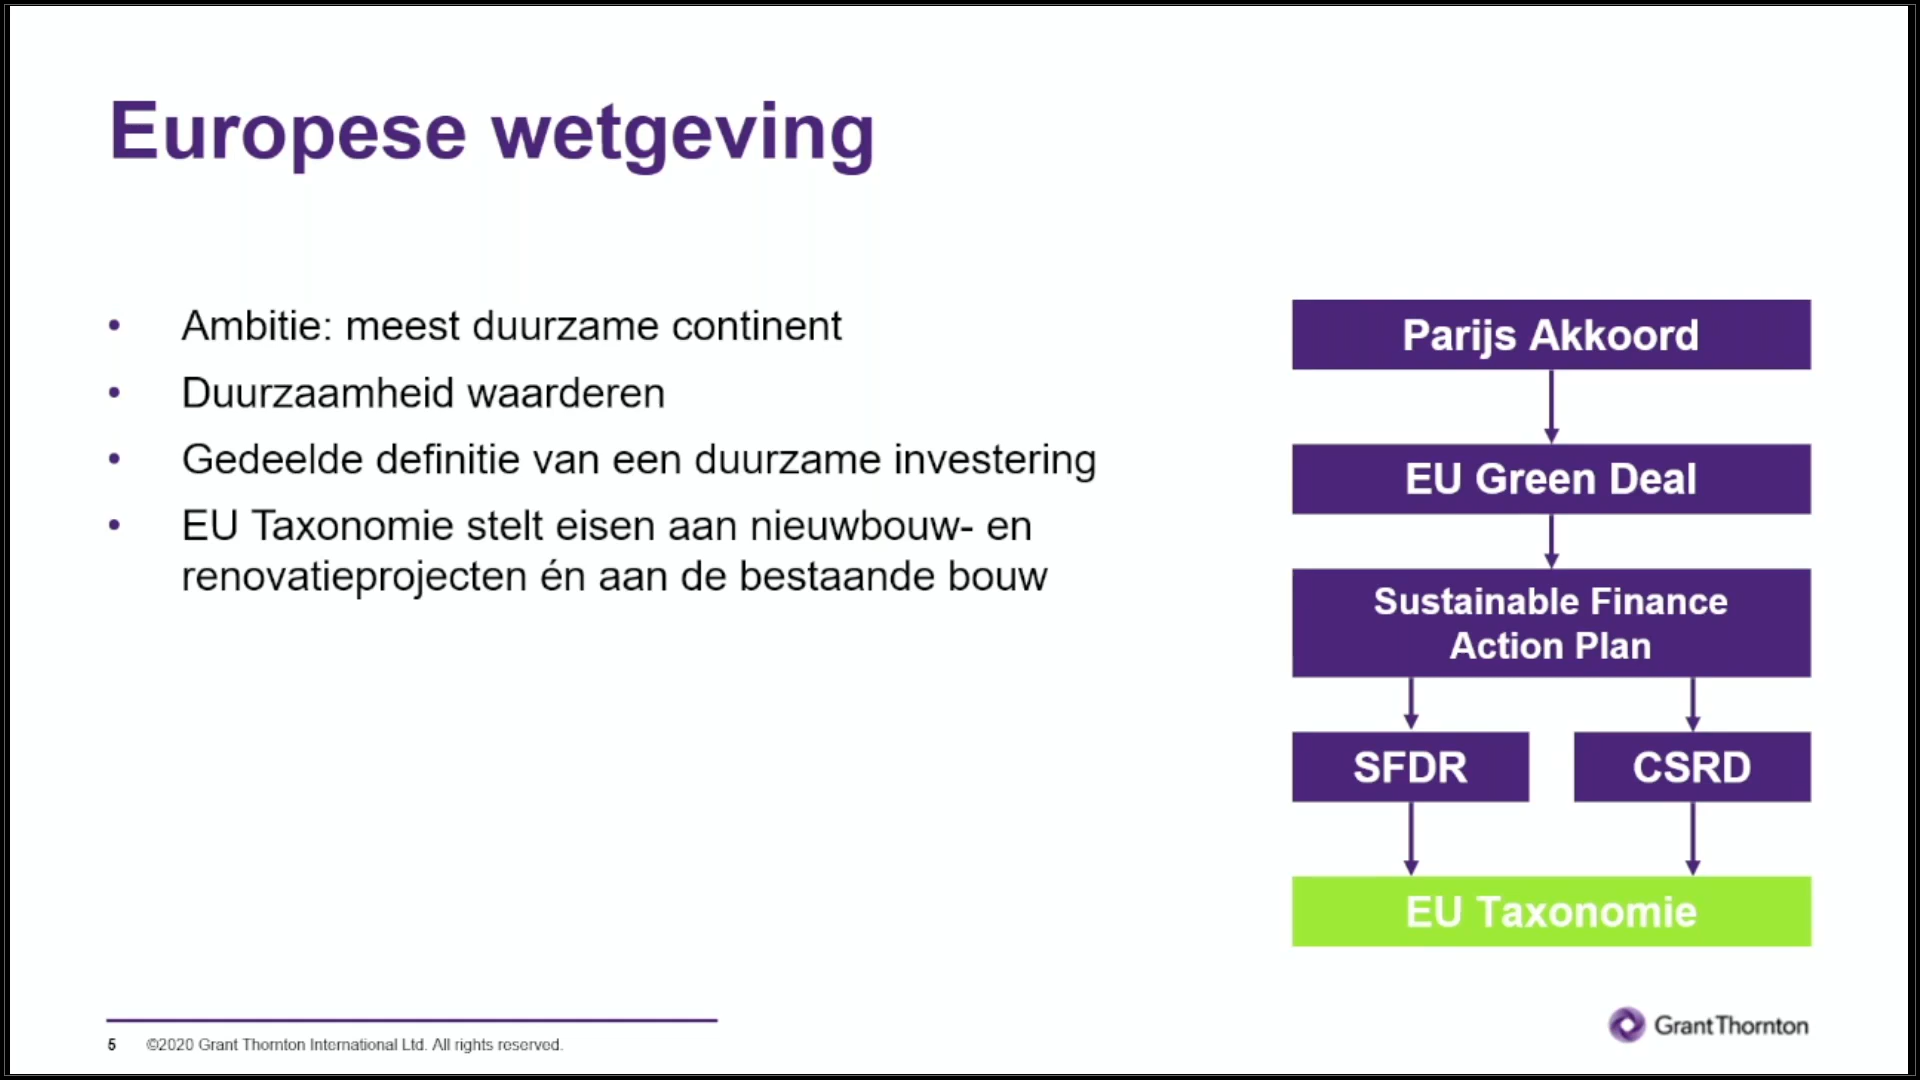 Europese wetgeving
• Ambitie: meest duurzame continent
• Duurzaamheid waarderen
• Gedeelde definitie van een duurzame investering
• EU Taxonomie stelt eisen aan nieuwbouw- en
renovatieprojecten én aan de bestaande bouw
Parijs Akkoord
EU Green Deal
Sustainable Finance
Action Plan
SFDR
CSRD
EU Taxonomie
5 ©2020 Grant Thornton International Ltd. All rights reserved.
Grant Thornton